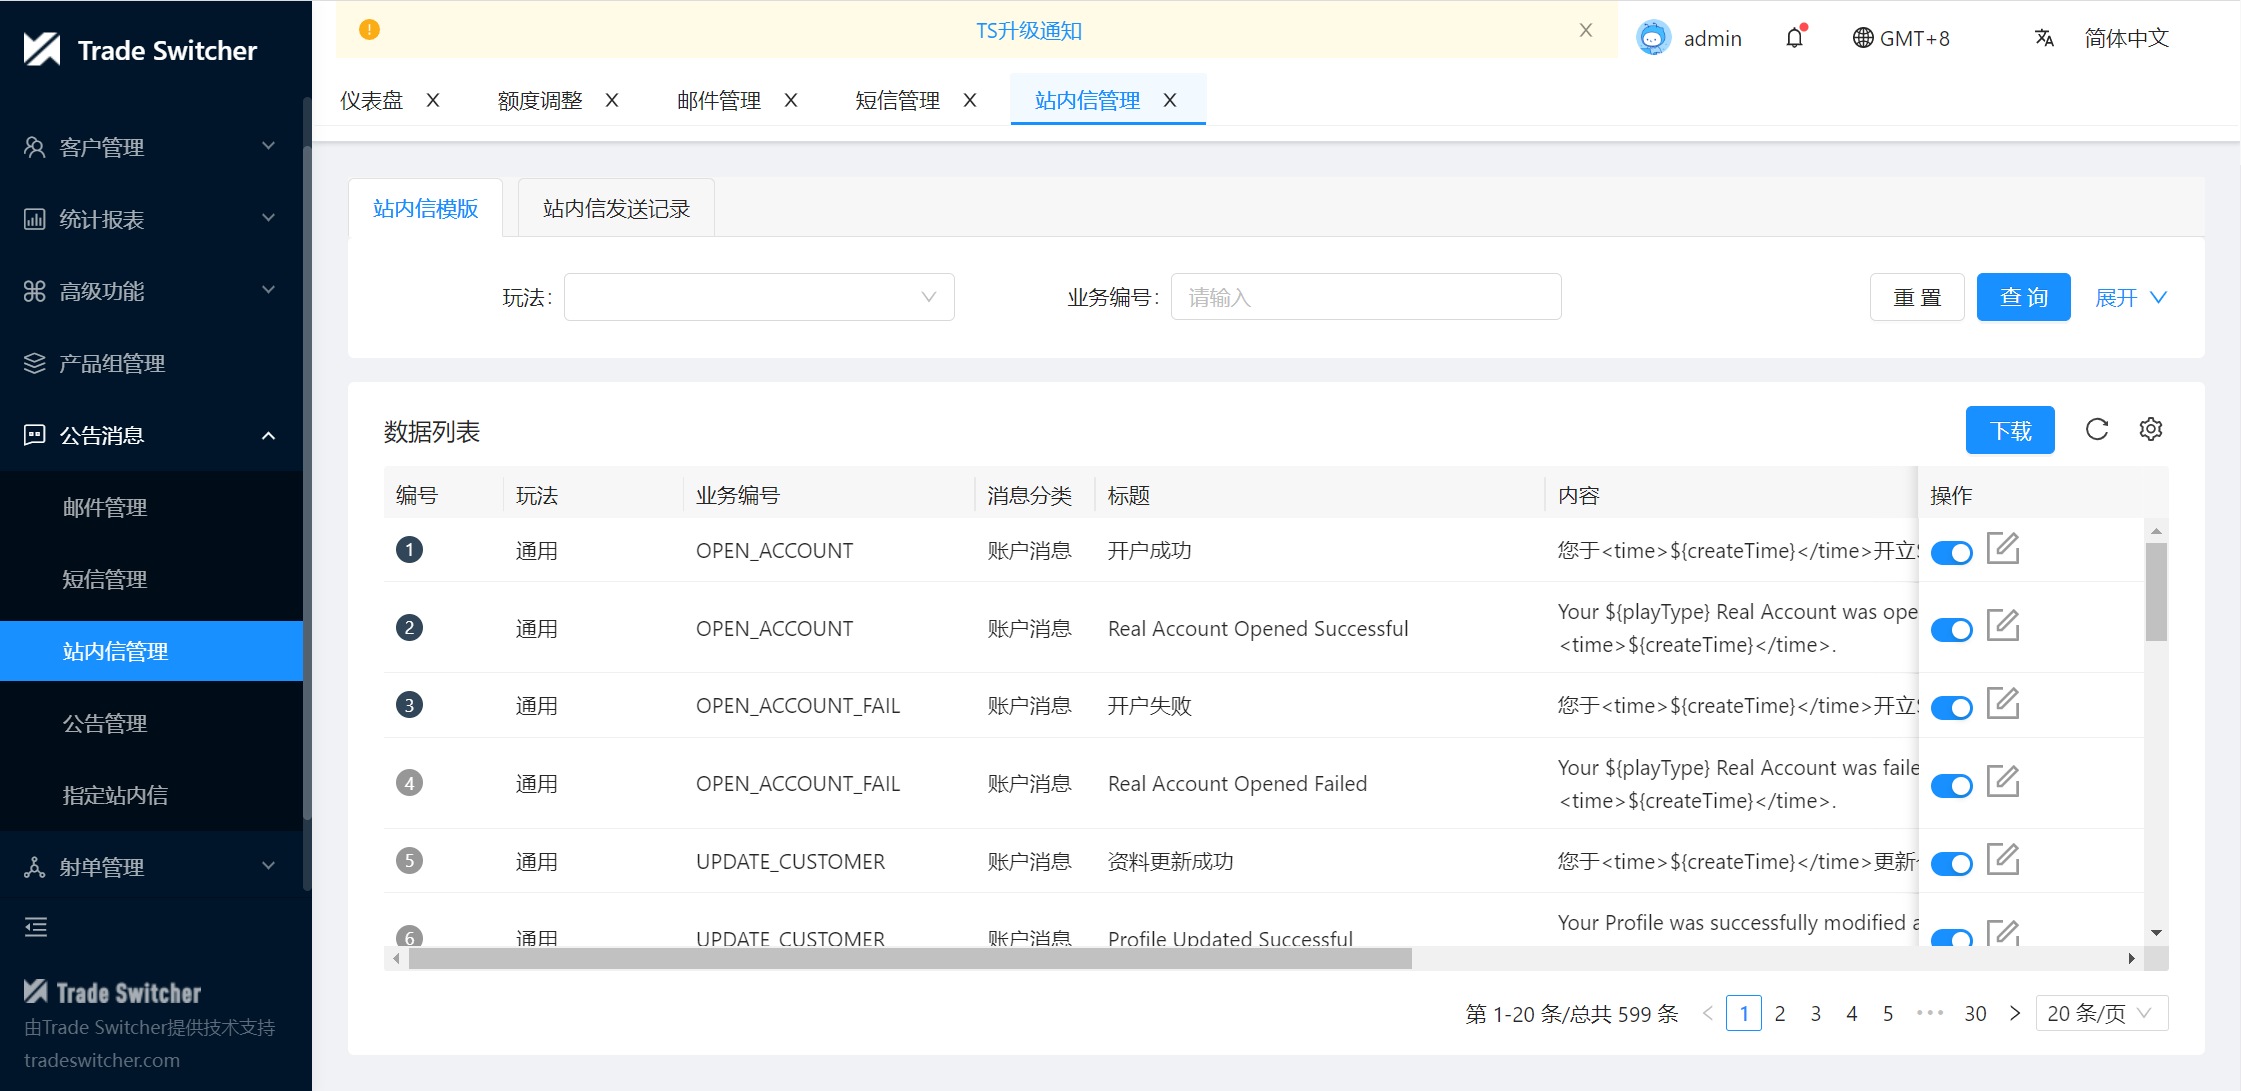 Trade Switcher
TS升级通知
admin
GMT+8
简体中文
仪表盘
额度调整
邮件管理
短信管理
站内信管理
客户管理
统计报表
高级功能
产品组管理
公告消息
邮件管理
短信管理
站内信管理
公告管理
指定站内信
射单管理
Trade Switcher
由Trade Switcher提供技术支持
tradeswitcher.com
站内信模版
站内信发送记录
玩法:
业务编号:
请输入
重 置
查 询
展开
数据列表
下载
编号 玩法 业务编号 消息分类 标题 内容 操作
1 通用 OPEN_ACCOUNT 账户消息 开户成功 您于<time>${createTime}</time>开立
2 通用 OPEN_ACCOUNT 账户消息 Real Account Opened Successful Your ${playType} Real Account was ope
<time>${createTime}</time>.
3 通用 OPEN_ACCOUNT_FAIL 账户消息 开户失败 您于<time>${createTime}</time>开立
4 通用 OPEN_ACCOUNT_FAIL 账户消息 Real Account Opened Failed Your ${playType} Real Account was faile
<time>${createTime}</time>.
5 通用 UPDATE_CUSTOMER 账户消息 资料更新成功 您于<time>${createTime}</time>更新
6 通用 UPDATE_CUSTOMER 账户消息 Profile Updated Successful Your Profile was successfully modified a
第 1-20 条/总共 599 条
1 2 3 4 5 ••• 30
20 条/页